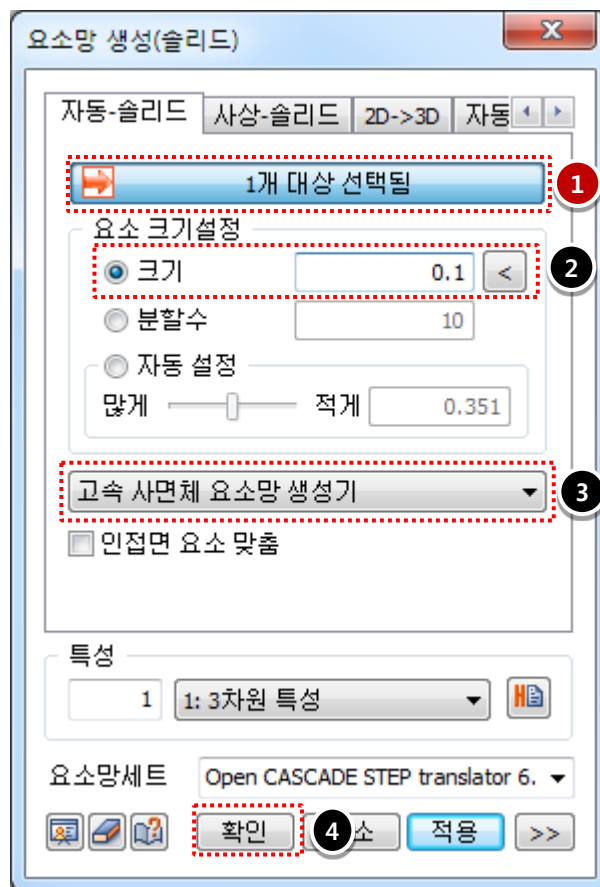 요소망 생성(솔리드)
자동-솔리드 사상-솔리드 2D->3D 자동
1개 대상 선택됨 1
요소 크기설정
크기 0.1 < 2
분할수 10
자동 설정
많게 적게 0.351
고속 사면체 요소망 생성기 3
인접면 요소 맞춤
특성
1 1: 3차원 특성
요소망세트 Open CASCADE STEP translator 6.
확인 4 소 적용 >>